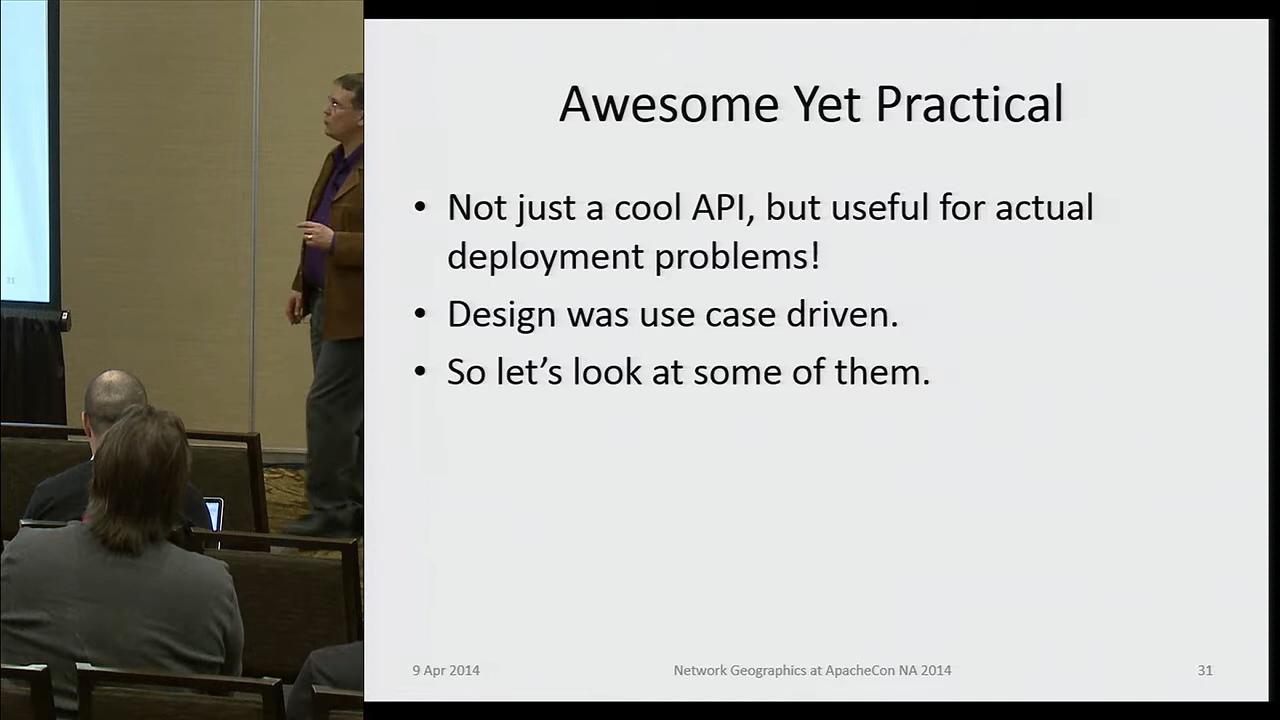 Awesome Yet Practical
• Not just a cool API, but useful for actual
deployment problems!
• Design was use case driven.
• So let’s look at some of them.
9 Apr 2014
Network Geographics at ApacheCon NA 2014
31
31